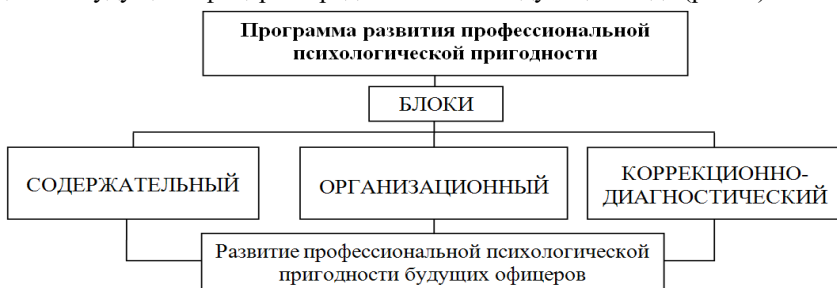 Программа развития профессиональной
психологической пригодности
БЛОКИ
СОДЕРЖАТЕЛЬНЫЙ
ОРГАНИЗАЦИОННЫЙ
КОРРЕКЦИОННО-
ДИАГНОСТИЧЕСКИЙ
Развитие профессиональной психологической
пригодности будущих офицеров